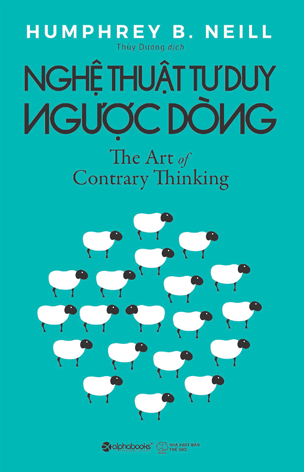 HUMPHREY B. NEILL
Thùy Dương dịch
NGHỆ THUẬT TƯ DUY
NGƯỢC DÒNG
The Art of
Contrary Thinking
alphabooks
NHÀ XUẤT BẢN
THẾ GIỚI